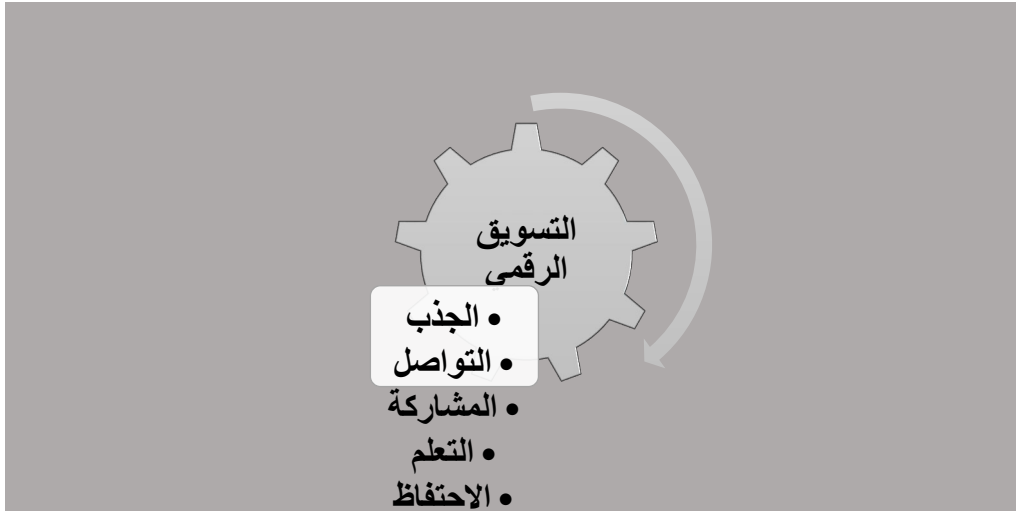 التسويق
الرقمي
• الجذب
• التواصل
• المشاركة
• التعلم
• الاحتفاظ